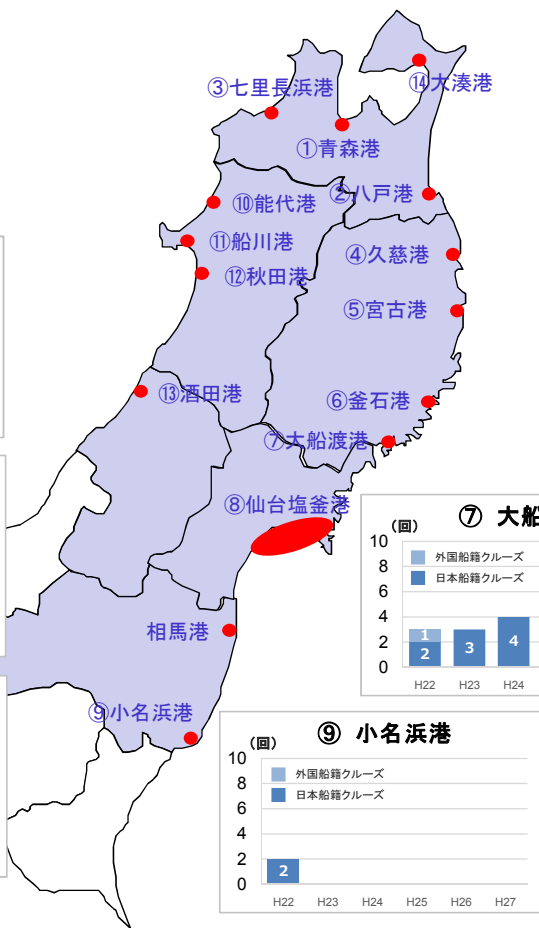 ⑭大湊港
③七里長浜港
①青森港
②八戸港
⑩能代港
⑪船川港
④久慈港
⑫秋田港
⑤宮古港
⑬酒田港
⑥釜石港
⑦大船渡港
⑧仙台塩釜港
相馬港
⑨小名浜港
⑦ 大船
(回)
10
8
6
4
2
0
外国船籍クルーズ
日本船籍クルーズ
1
2
3
4
H22 H23 H24
⑨ 小名浜港
(回)
10
8
6
4
2
0
外国船籍クルーズ
日本船籍クルーズ
2
H22 H23 H24 H25 H26 H27